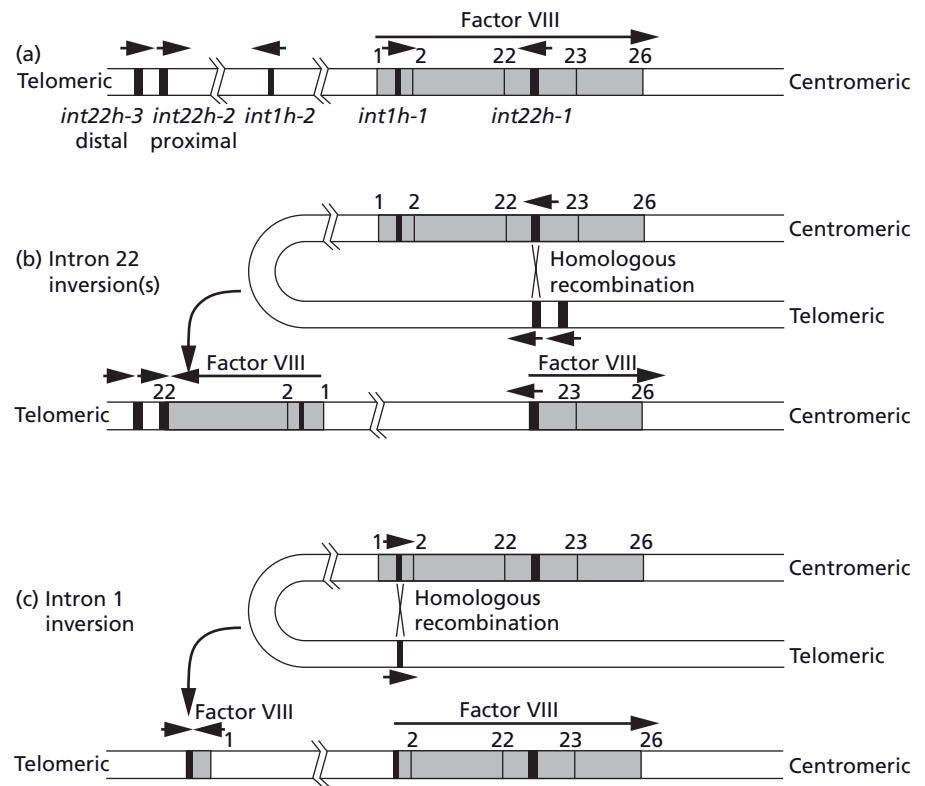 Factor VIII
(a)
1 2 22 23 26
Telomeric
Centromeric
int22h-3 int22h-2 int1h-2 int1h-1 int22h-1
distal proximal
1 2 22 23 26
Centromeric
(b) Intron 22
inversion(s)
Homologous
recombination
Telomeric
Factor VIII Factor VIII
22 2 1 23 26
Telomeric
Centromeric
1 2 22 23 26
Centromeric
(c) Intron 1
inversion
Homologous
recombination
Telomeric
Factor VIII Factor VIII
1 2 22 23 26
Telomeric
Centromeric